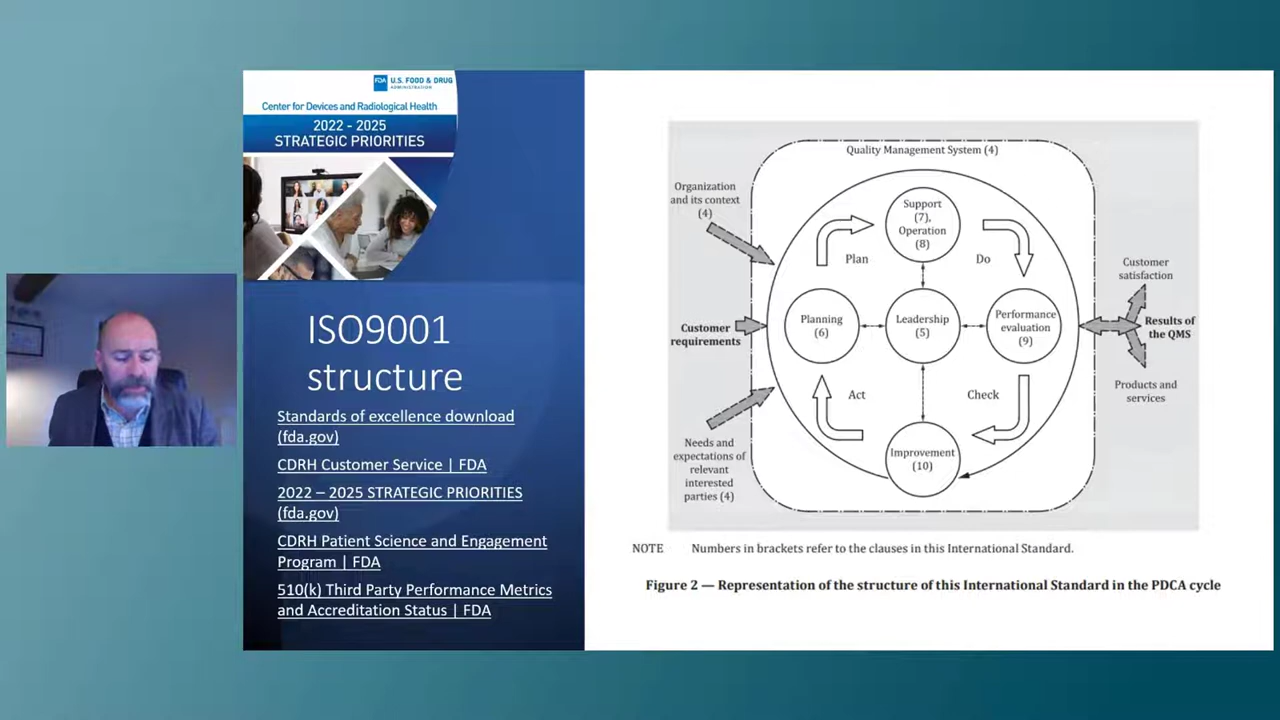 FDA U.S. FOOD & DRUG
ADMINISTRATION
Center for Devices and Radiological Health
2022 - 2025
STRATEGIC PRIORITIES
ISO9001
structure
Standards of excellence download
(fda.gov)
CDRH Customer Service | FDA
2022 – 2025 STRATEGIC PRIORITIES
(fda.gov)
CDRH Patient Science and Engagement
Program | FDA
510(k) Third Party Performance Metrics
and Accreditation Status | FDA
Quality Management System (4)
Organization
and its context
(4)
Support
(7),
Operation
(8)
Plan
Do
Customer
satisfaction
Customer
requirements
Planning
(6)
Leadership
(5)
Performance
evaluation
(9)
Results of
the QMS
Act
Check
Products and
services
Needs and
expectations of
relevant
interested
parties (4)
Improvement
(10)
NOTE Numbers in brackets refer to the clauses in this International Standard.
Figure 2 — Representation of the structure of this International Standard in the PDCA cycle